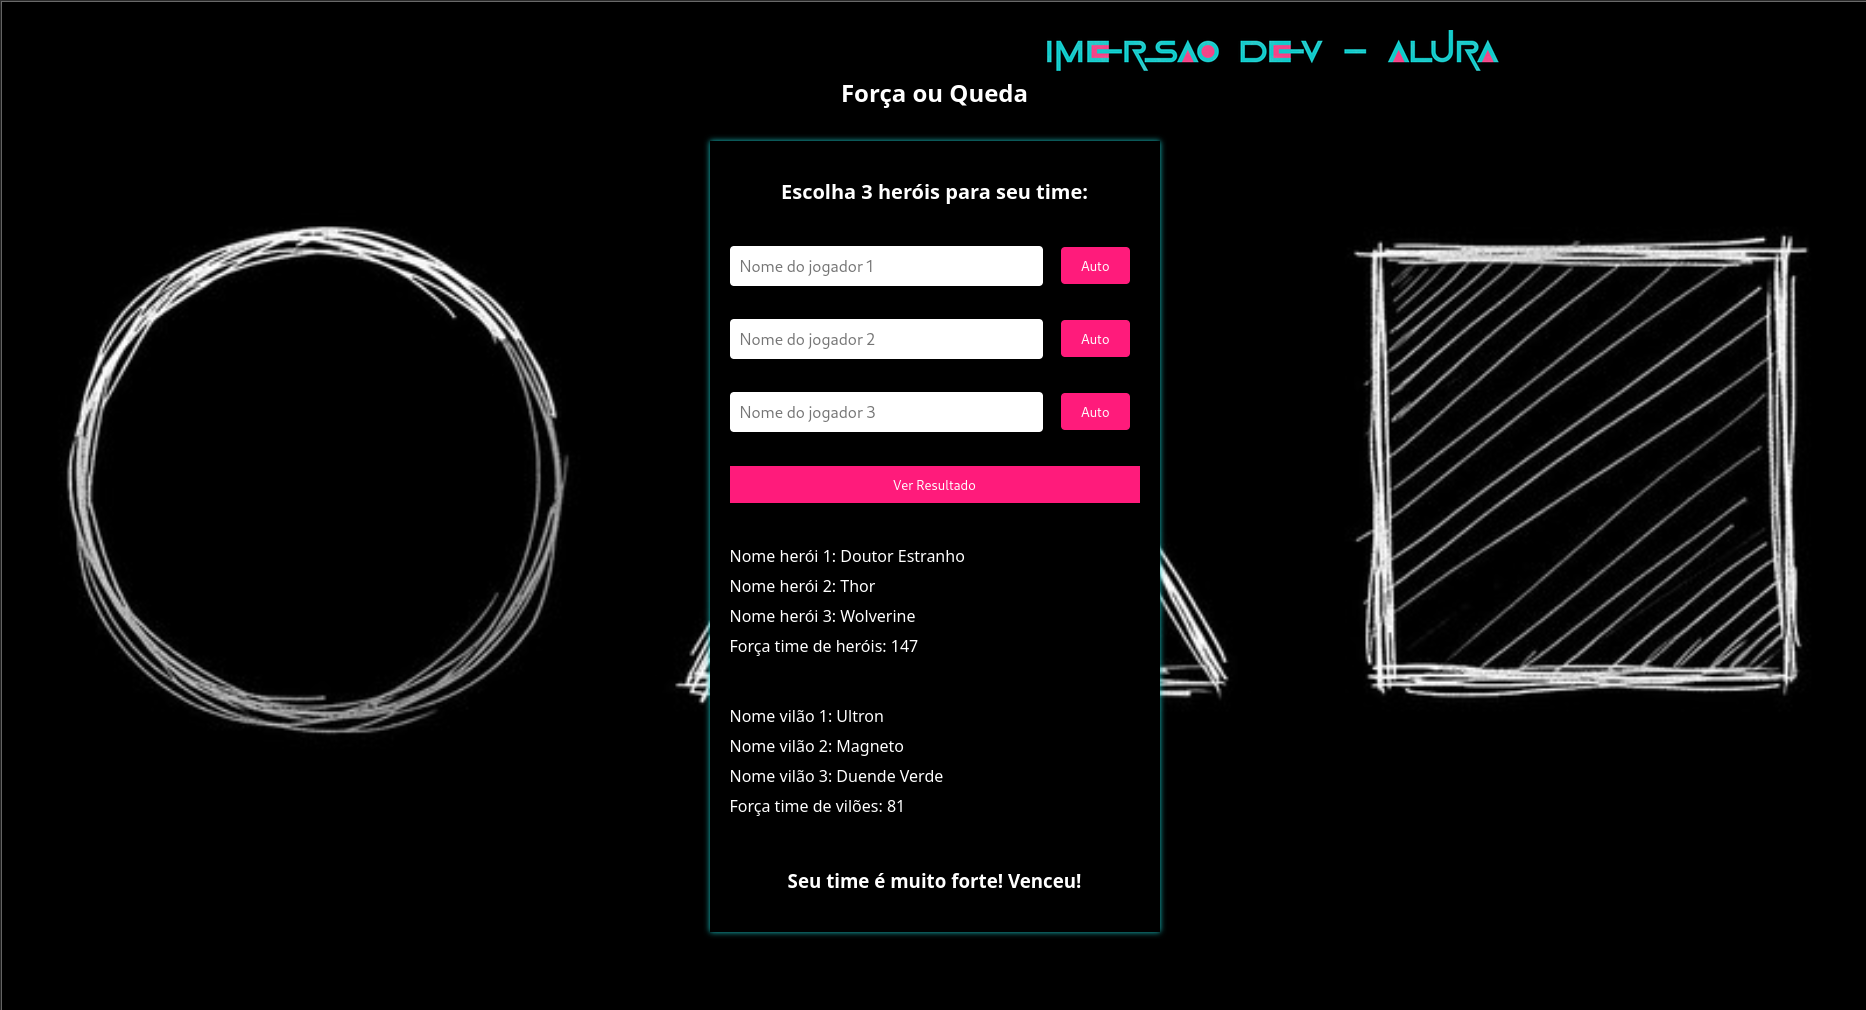 IMERSAO DEV - ALURA
Força ou Queda
Escolha 3 heróis para seu time:
Nome do jogador 1
Auto
Nome do jogador 2
Auto
Nome do jogador 3
Auto
Ver Resultado
Nome herói 1: Doutor Estranho
Nome herói 2: Thor
Nome herói 3: Wolverine
Força time de heróis: 147
Nome vilão 1: Ultron
Nome vilão 2: Magneto
Nome vilão 3: Duende Verde
Força time de vilões: 81
Seu time é muito forte! Venceu!